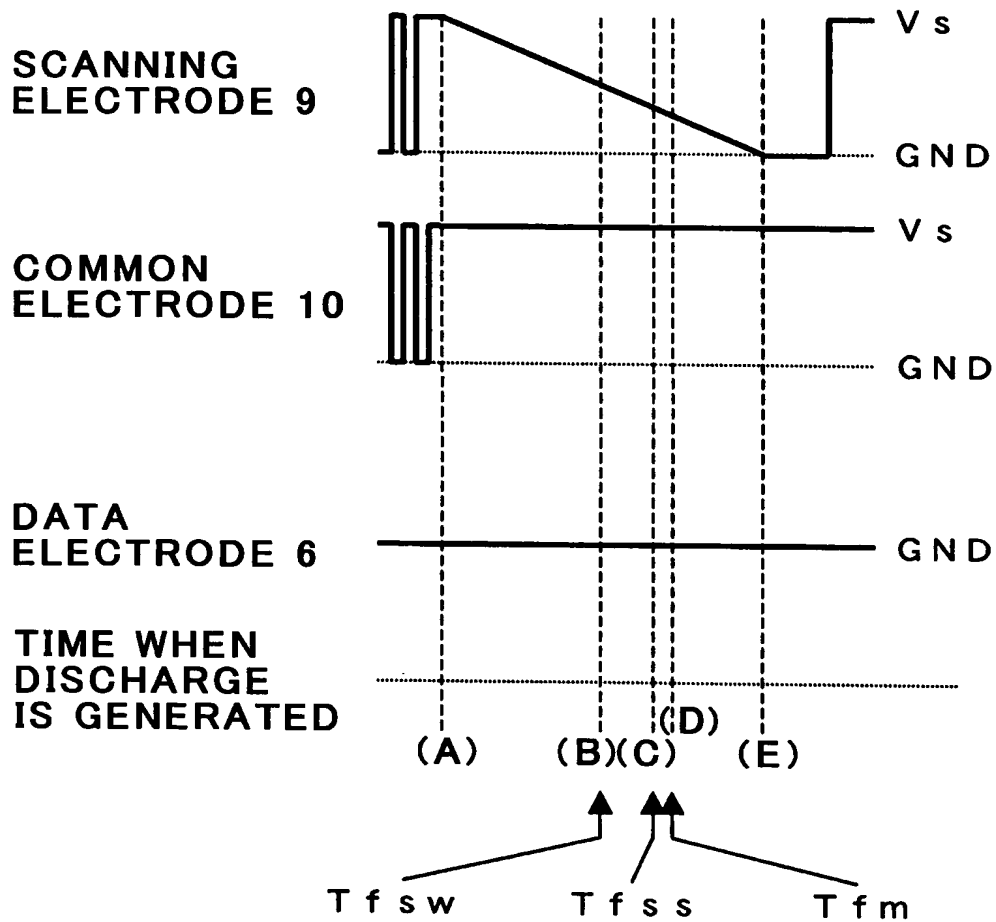 SCANNING
ELECTRODE 9
Vs
GND
COMMON
ELECTRODE 10
Vs
GND
DATA
ELECTRODE 6
GND
TIME WHEN
DISCHARGE
IS GENERATED
(A)
(B)
(C)
(D)
(E)
Tfsw
Tfss
Tfm